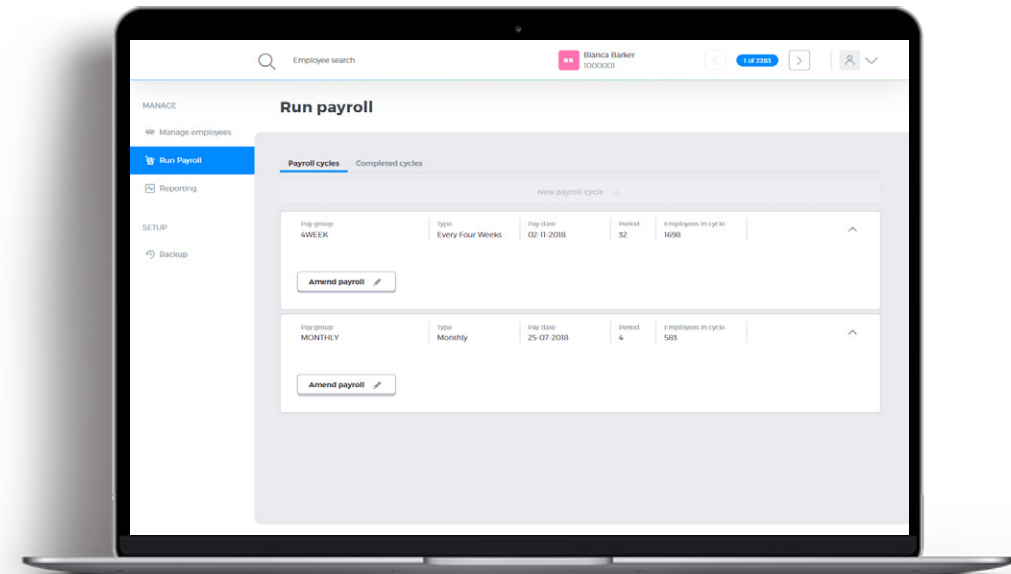 Employee search
Blanca Barker
1000001
1 of 2283
MANAGE
Manage employees
Run Payroll
Reporting
SETUP
Backup
Run payroll
Payroll cycles Completed cycles
New payroll cycle +
Pay group Type Pay date Period Employees in cycle
4WEEK Every Four Weeks 02-11-2018 32 1698
Amend payroll
Pay group Type Pay date Period Employees in cycle
MONTHLY Monthly 25-07-2018 4 583
Amend payroll